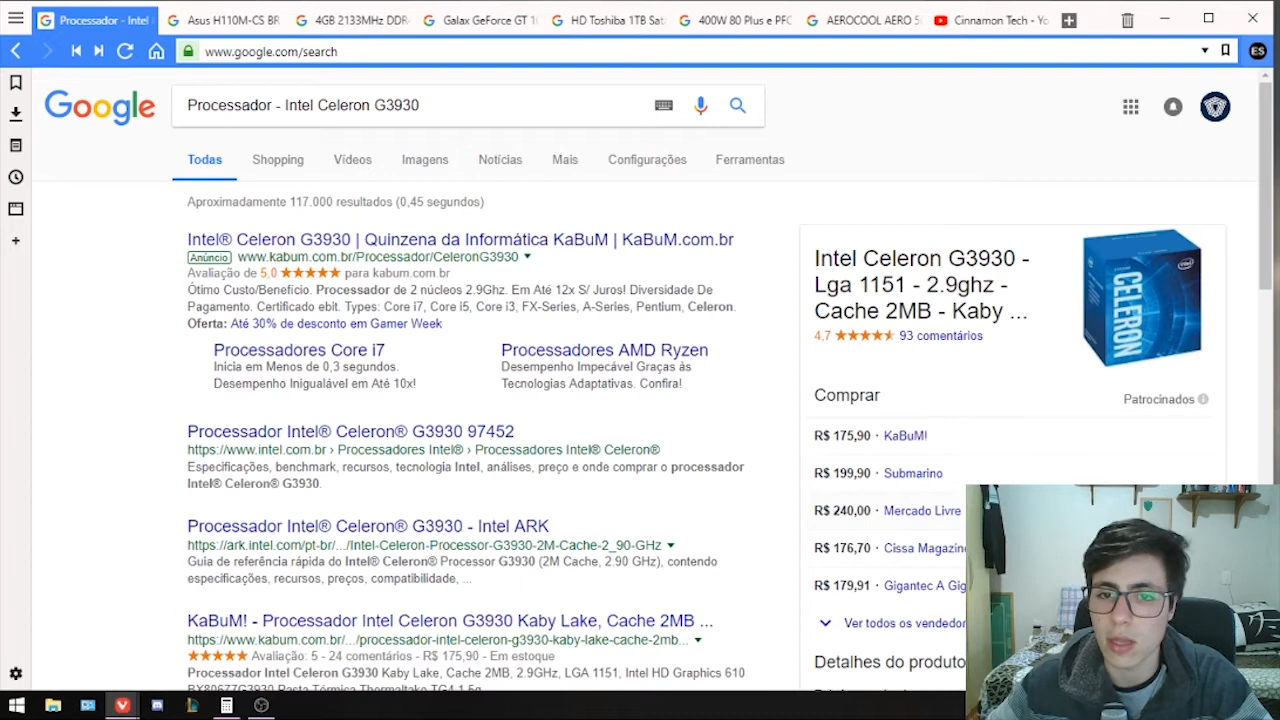 Processador - Intel
Asus H110M-CS BR
4GB 2133MHz DDR
Galax GeForce GT 1
HD Toshiba 1TB Sat
400W 80 Plus e PFC
AEROCOOL AERO 5
Cinnamon Tech - Yo
www.google.com/search
ES
Google
Processador - Intel Celeron G3930
Todas
Shopping
Vídeos
Imagens
Notícias
Mais
Configurações
Ferramentas
Aproximadamente 117.000 resultados (0,45 segundos)
Intel® Celeron G3930 | Quinzena da Informática KaBuM | KaBuM.com.br
Anúncio www.kabum.com.br/Processador/CeleronG3930
Avaliação de 5,0 ★★★★★ para kabum.com.br
Ótimo Custo/Benefício. Processador de 2 núcleos 2.9Ghz. Em Até 12x S/ Juros! Diversidade De
Pagamento. Certificado ebit. Types: Core i7, Core i5, Core i3, FX-Series, A-Series, Pentium, Celeron.
Oferta: Até 30% de desconto em Gamer Week
Processadores Core i7
Inicia em Menos de 0,3 segundos.
Desempenho Inigualável em Até 10x!
Processadores AMD Ryzen
Desempenho Impecável Graças às
Tecnologias Adaptativas. Confira!
Processador Intel® Celeron® G3930 97452
https://www.intel.com.br › Processadores Intel® › Processadores Intel® Celeron®
Especificações, benchmark, recursos, tecnologia Intel, análises, preço e onde comprar o processador
Intel® Celeron® G3930.
Processador Intel® Celeron® G3930 - Intel ARK
https://ark.intel.com/pt-br/.../Intel-Celeron-Processor-G3930-2M-Cache-2_90-GHz
Guia de referência rápida do Intel® Celeron® Processor G3930 (2M Cache, 2.90 GHz), contendo
especificações, recursos, preços, compatibilidade, ...
KaBuM! - Processador Intel Celeron G3930 Kaby Lake, Cache 2MB ...
https://www.kabum.com.br/.../processador-intel-celeron-g3930-kaby-lake-cache-2mb...
★★★★★ Avaliação: 5 - 24 comentários - R$ 175,90 - Em estoque
Processador Intel Celeron G3930 Kaby Lake, Cache 2MB, 2.9GHz, LGA 1151, Intel HD Graphics 610
BX80677G3930 Pasta Térmica Thermaltake TG4 1.5g
Intel Celeron G3930 -
Lga 1151 - 2.9ghz -
Cache 2MB - Kaby ...
4,7 ★★★★★ 93 comentários
CELERON
Comprar
Patrocinados
R$ 175,90 · KaBuM!
R$ 199,90 · Submarino
R$ 240,00 · Mercado Livre
R$ 176,70 · Cissa Magazin
R$ 179,91 · Gigantec A Gig
Ver todos os vendedor
Detalhes do produto